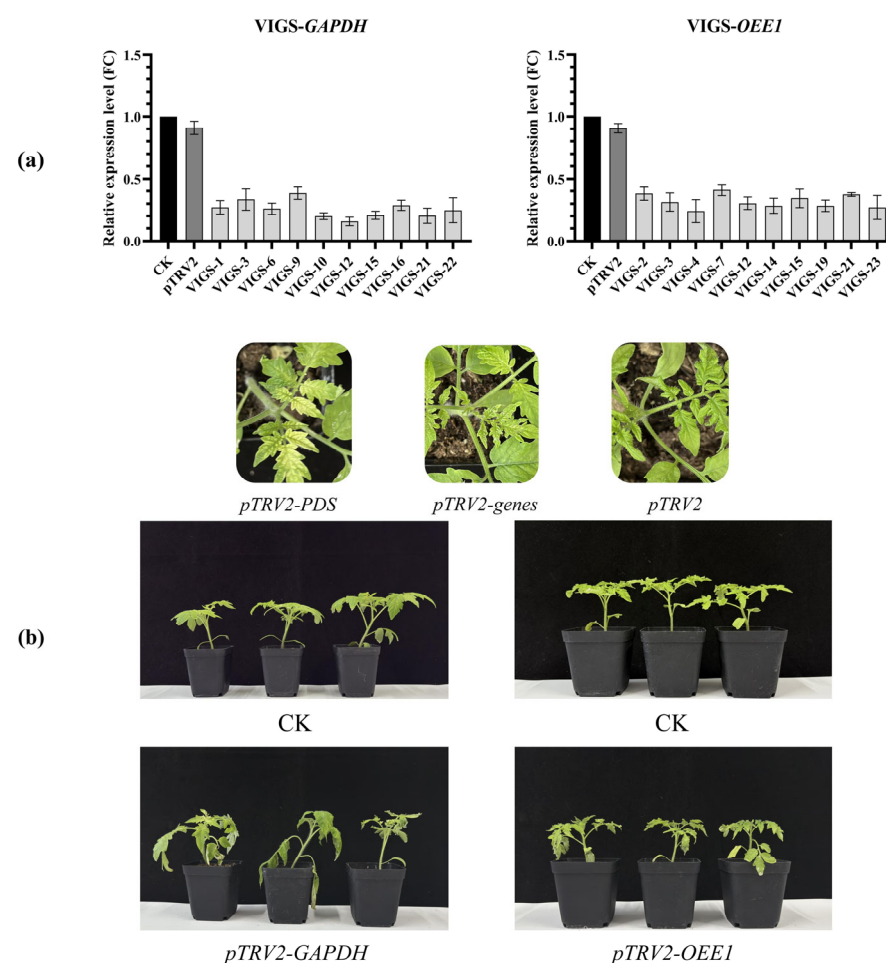 VIGS-GAPDH
VIGS-OEE1
(a)
Relative expression level (FC)
1.5
1.0
0.5
0.0
CK
pTRV2
VIGS-1
VIGS-3
VIGS-6
VIGS-9
VIGS-10
VIGS-12
VIGS-15
VIGS-16
VIGS-21
VIGS-22
Relative expression level (FC)
1.5
1.0
0.5
0.0
CK
pTRV2
VIGS-2
VIGS-3
VIGS-4
VIGS-7
VIGS-12
VIGS-14
VIGS-15
VIGS-19
VIGS-21
VIGS-23
pTRV2-PDS
pTRV2-genes
pTRV2
(b)
CK
CK
pTRV2-GAPDH
pTRV2-OEE1